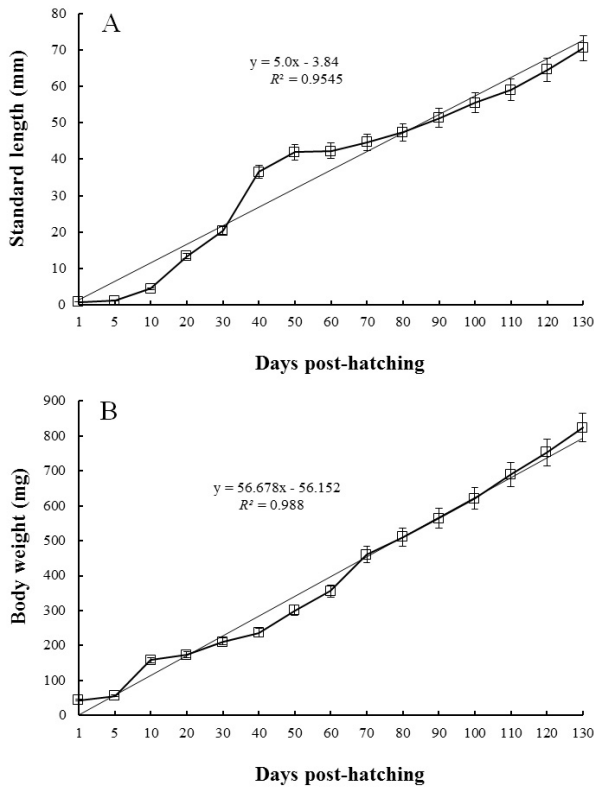 A
80
70
60
50
40
30
20
10
0
y = 5.0x - 3.84
R² = 0.9545
Standard length (mm)
1 5 10 20 30 40 50 60 70 80 90 100 110 120 130
Days post-hatching
B
900
800
700
600
500
400
300
200
100
0
y = 56.678x - 56.152
R² = 0.988
Body weight (mg)
1 5 10 20 30 40 50 60 70 80 90 100 110 120 130
Days post-hatching